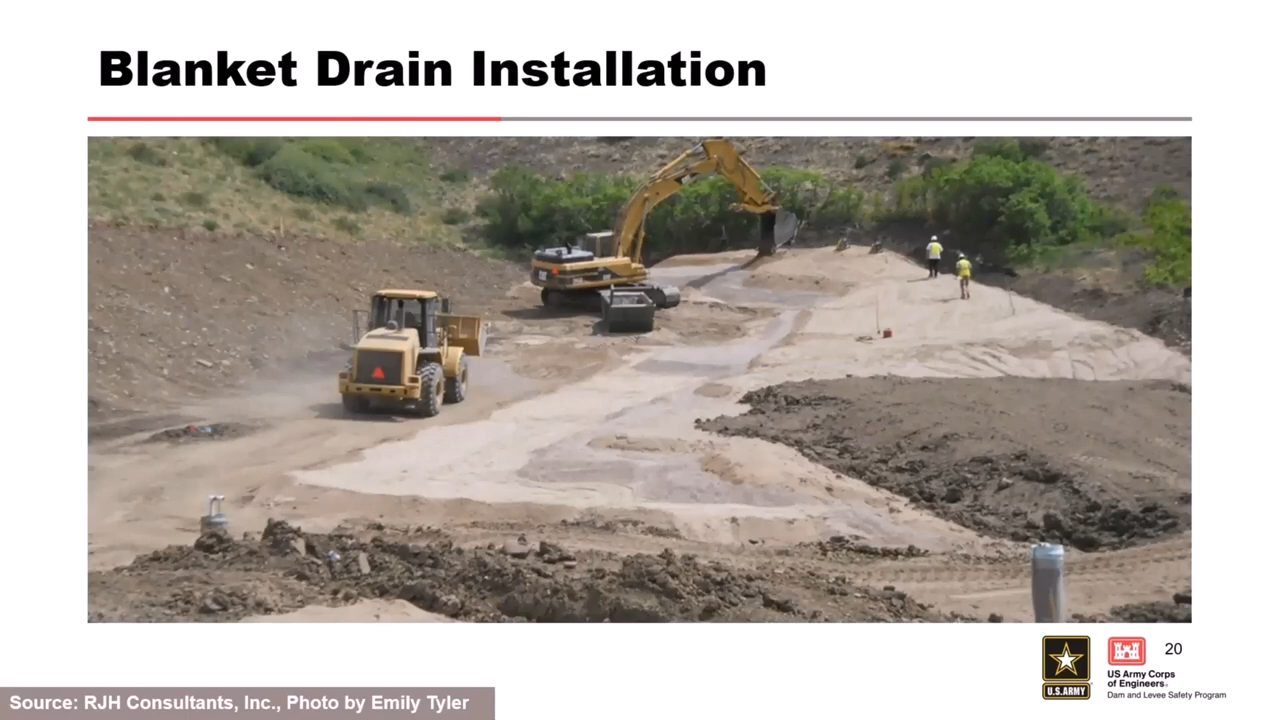 Blanket Drain Installation
20
U.S.ARMY
US Army Corps
of Engineers®
Dam and Levee Safety Program
Source: RJH Consultants, Inc., Photo by Emily Tyler